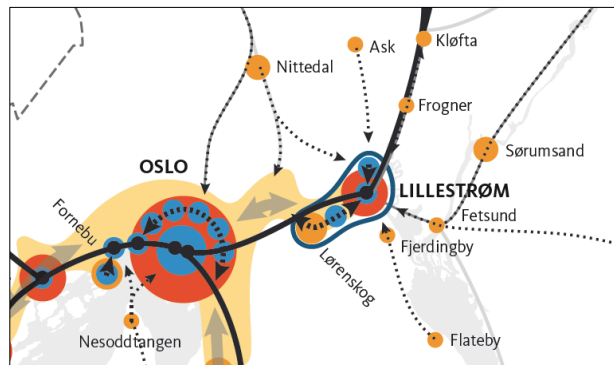 Kløfta
Ask
Nittedal
Frogner
Sørumsand
OSLO
LILLESTRØM
Fornebu
Fetsund
Fjerdingby
Lørenskog
Nesoddtangen
Flateby